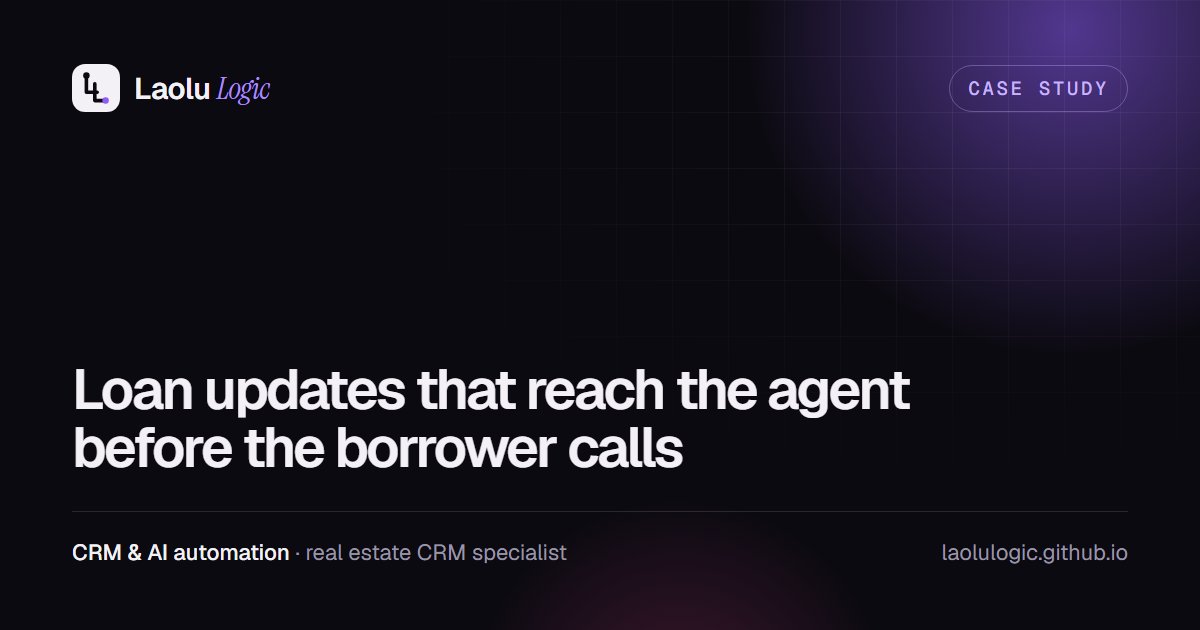 Laolu Logic
CASE STUDY
Loan updates that reach the agent
before the borrower calls
CRM & AI automation · real estate CRM specialist
laolulogic.github.io